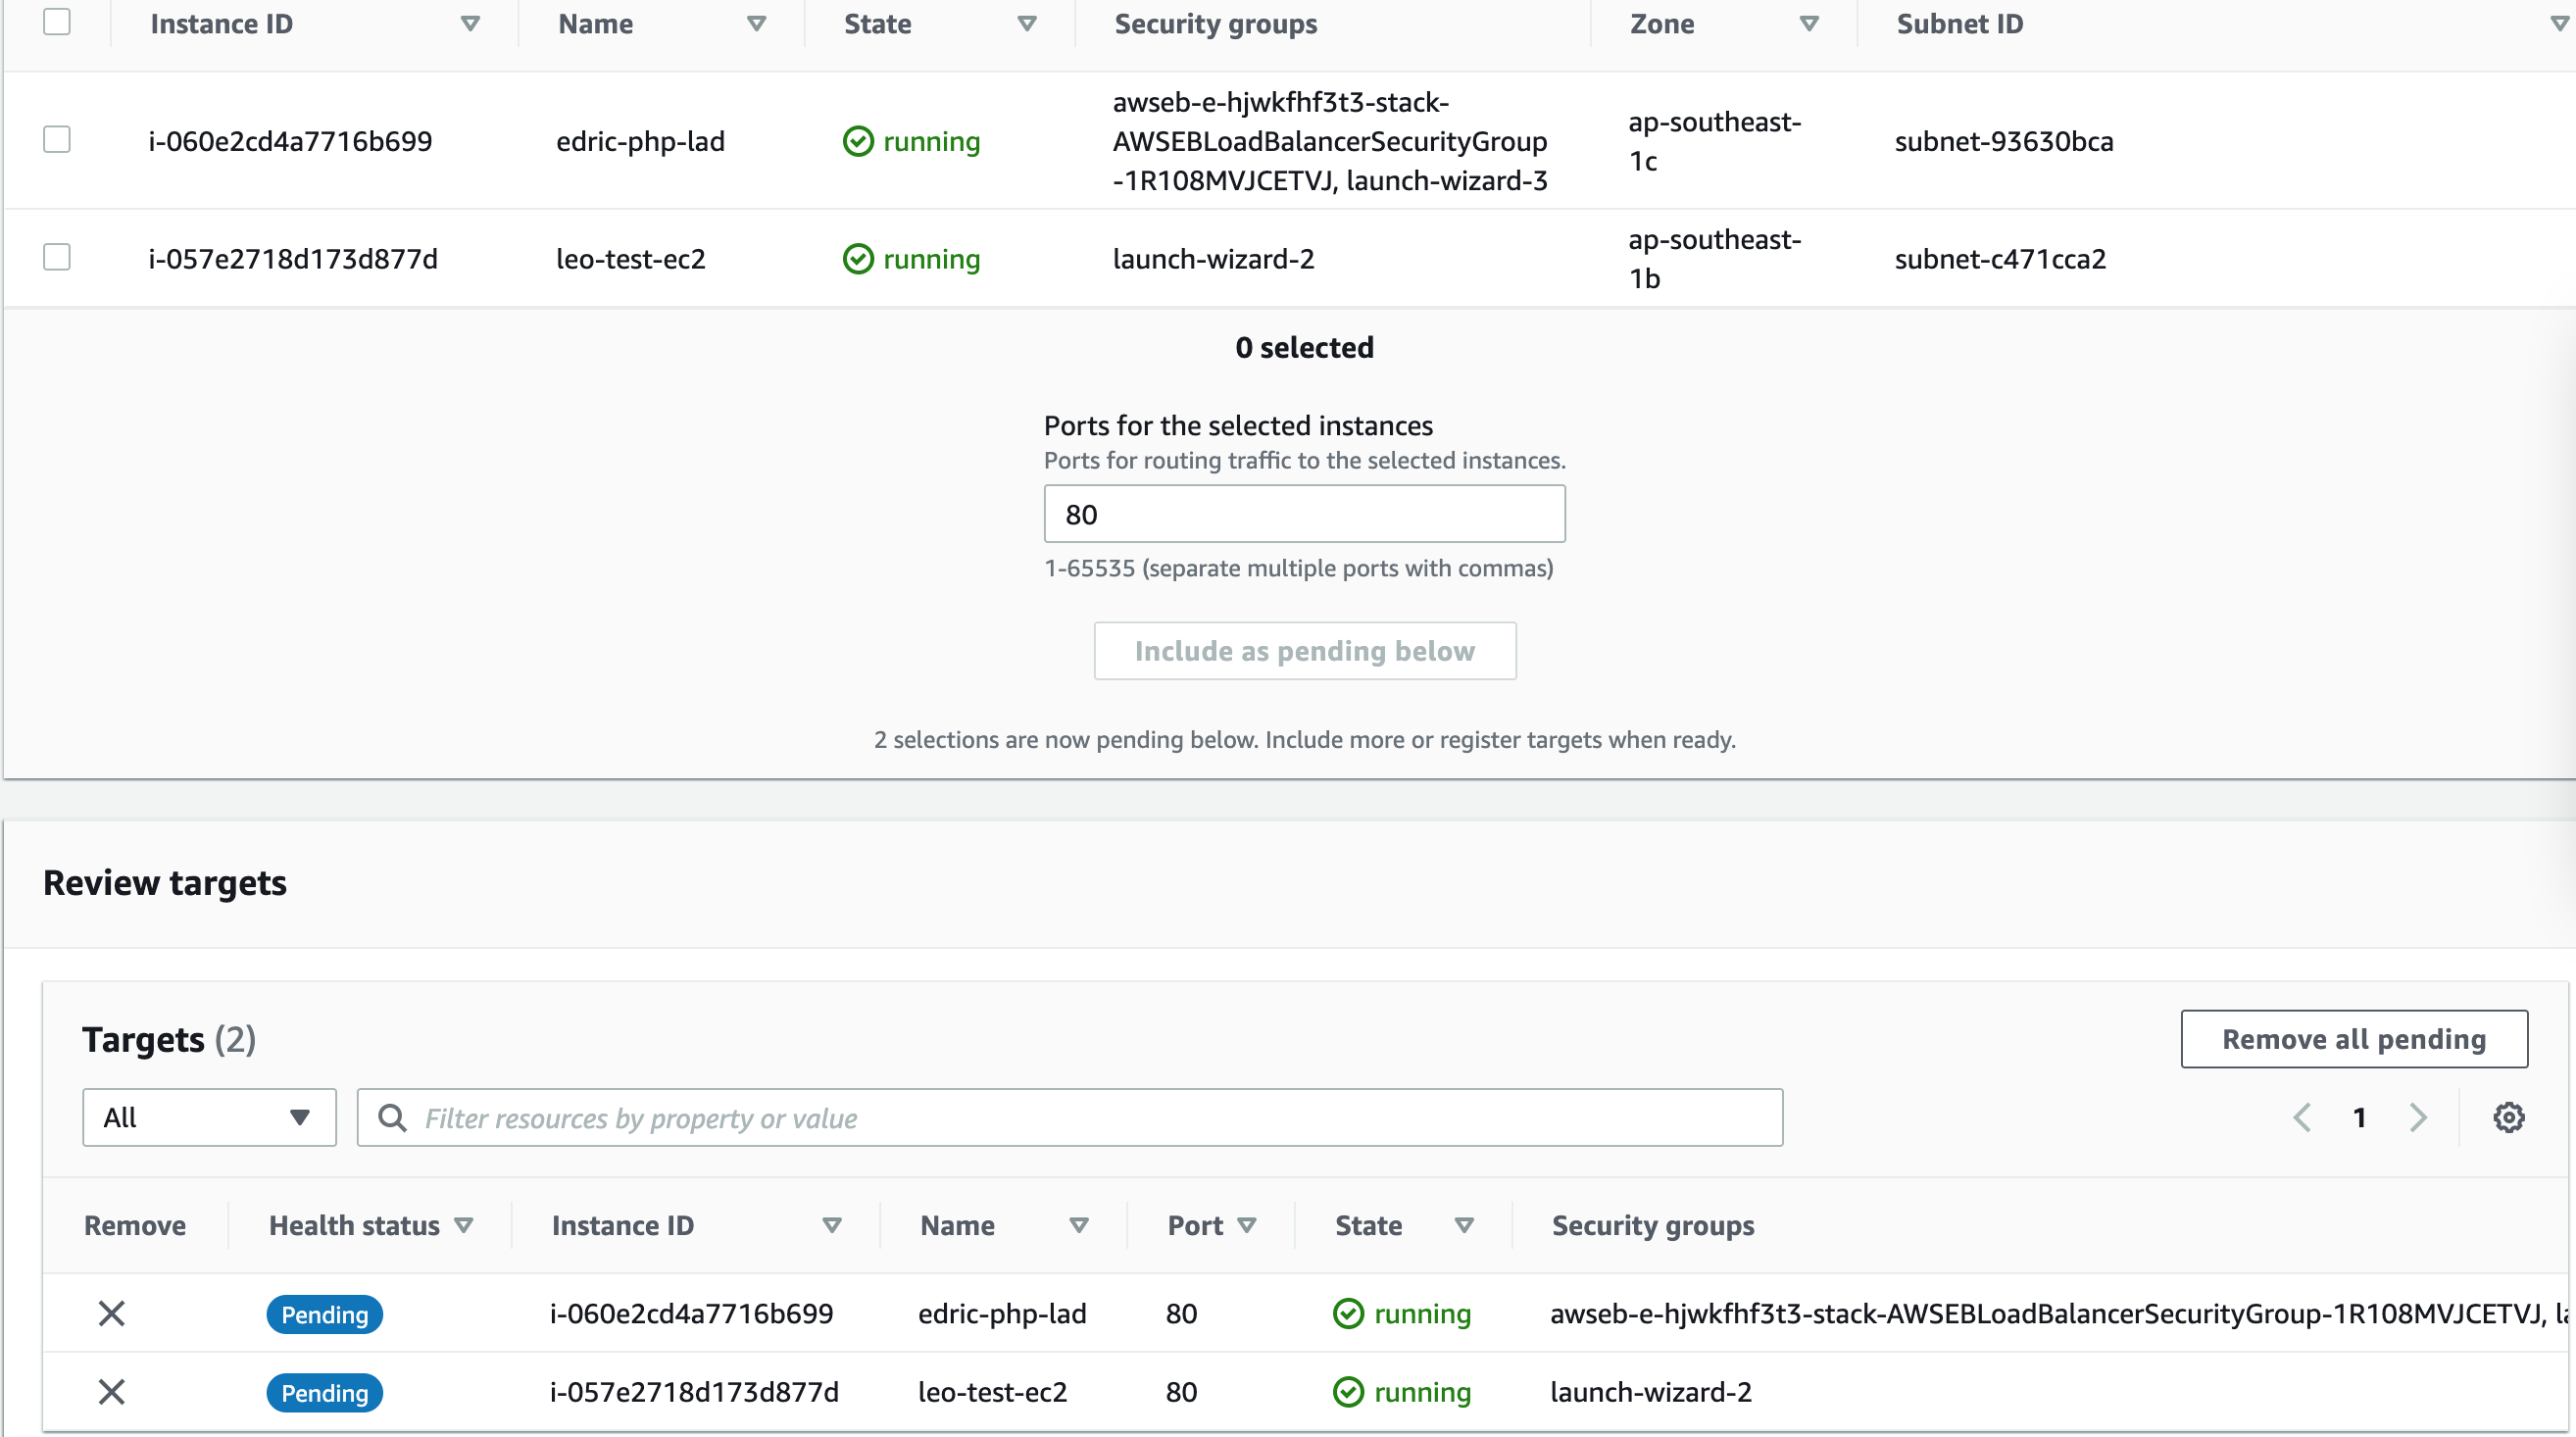 Instance ID Name State Security groups Zone Subnet ID
awseb-e-hjwkfhf3t3-stack-
AWSEBLoadBalancerSecurityGroup
-1R108MVJCETVJ, launch-wizard-3
i-060e2cd4a7716b699 edric-php-lad running
ap-southeast-
1c
subnet-93630bca
i-057e2718d173d877d leo-test-ec2 running launch-wizard-2
ap-southeast-
1b
subnet-c471cca2
0 selected
Ports for the selected instances
Ports for routing traffic to the selected instances.
80
1-65535 (separate multiple ports with commas)
Include as pending below
2 selections are now pending below. Include more or register targets when ready.
Review targets
Targets (2) Remove all pending
All Filter resources by property or value 1
Remove Health status Instance ID Name Port State Security groups
Pending i-060e2cd4a7716b699 edric-php-lad 80 running awseb-e-hjwkfhf3t3-stack-AWSEBLoadBalancerSecurityGroup-1R108MVJCETVJ,
Pending i-057e2718d173d877d leo-test-ec2 80 running launch-wizard-2